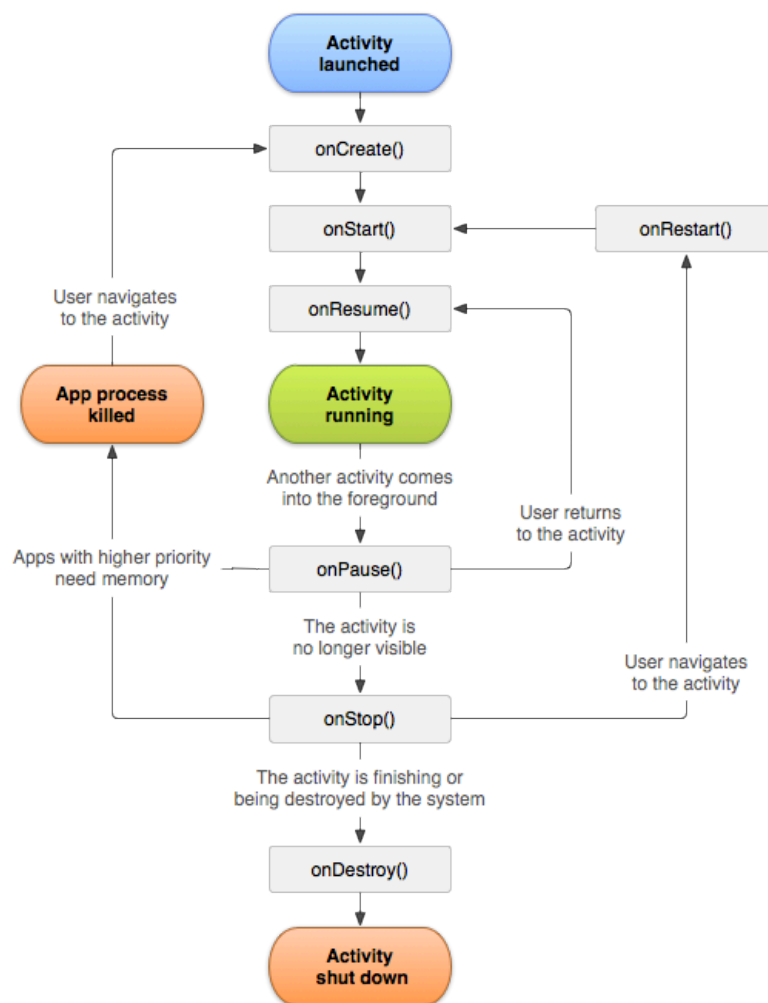 Activity
launched
onCreate()
onStart()
onRestart()
User navigates
to the activity
onResume()
App process
killed
Activity
running
Another activity comes
into the foreground
User returns
to the activity
Apps with higher priority
need memory
onPause()
The activity is
no longer visible
User navigates
to the activity
onStop()
The activity is finishing or
being destroyed by the system
onDestroy()
Activity
shut down